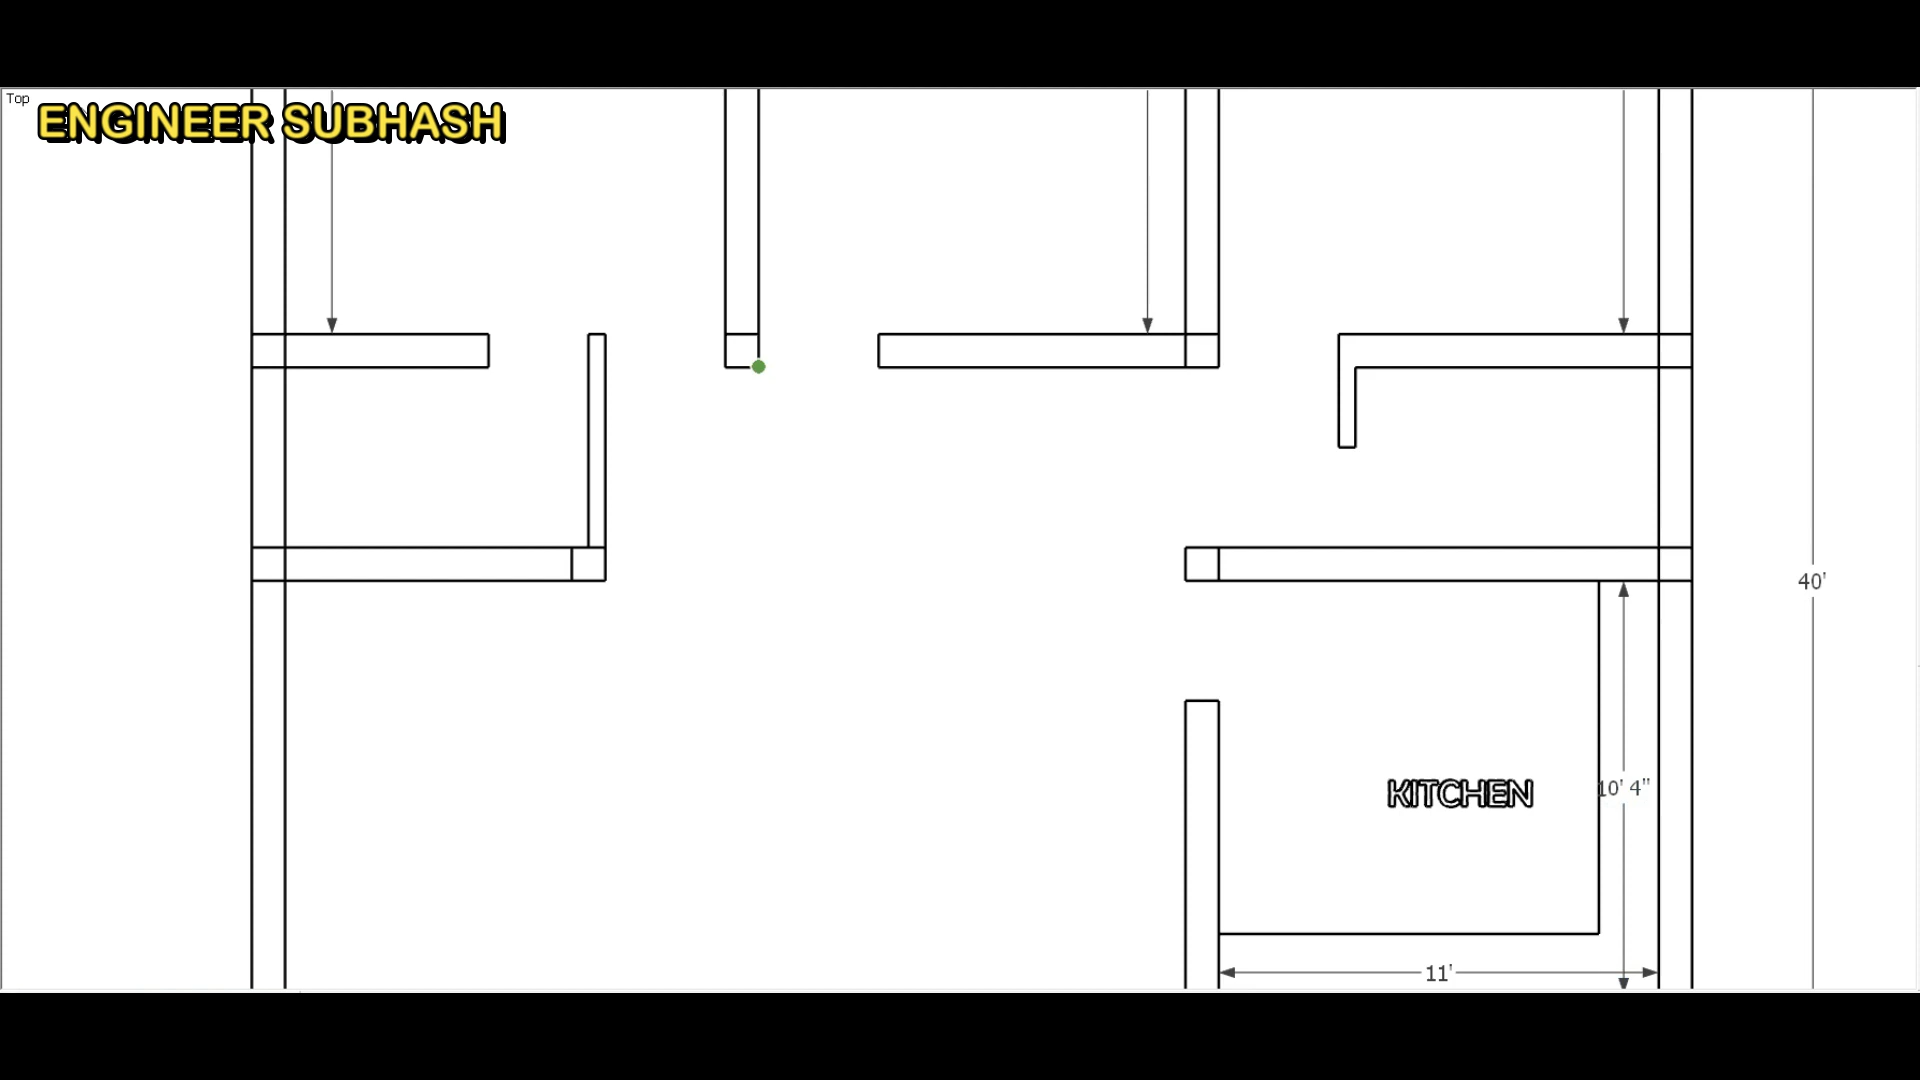 Top
ENGINEER SUBHASH
40'
KITCHEN
10' 4"
11'